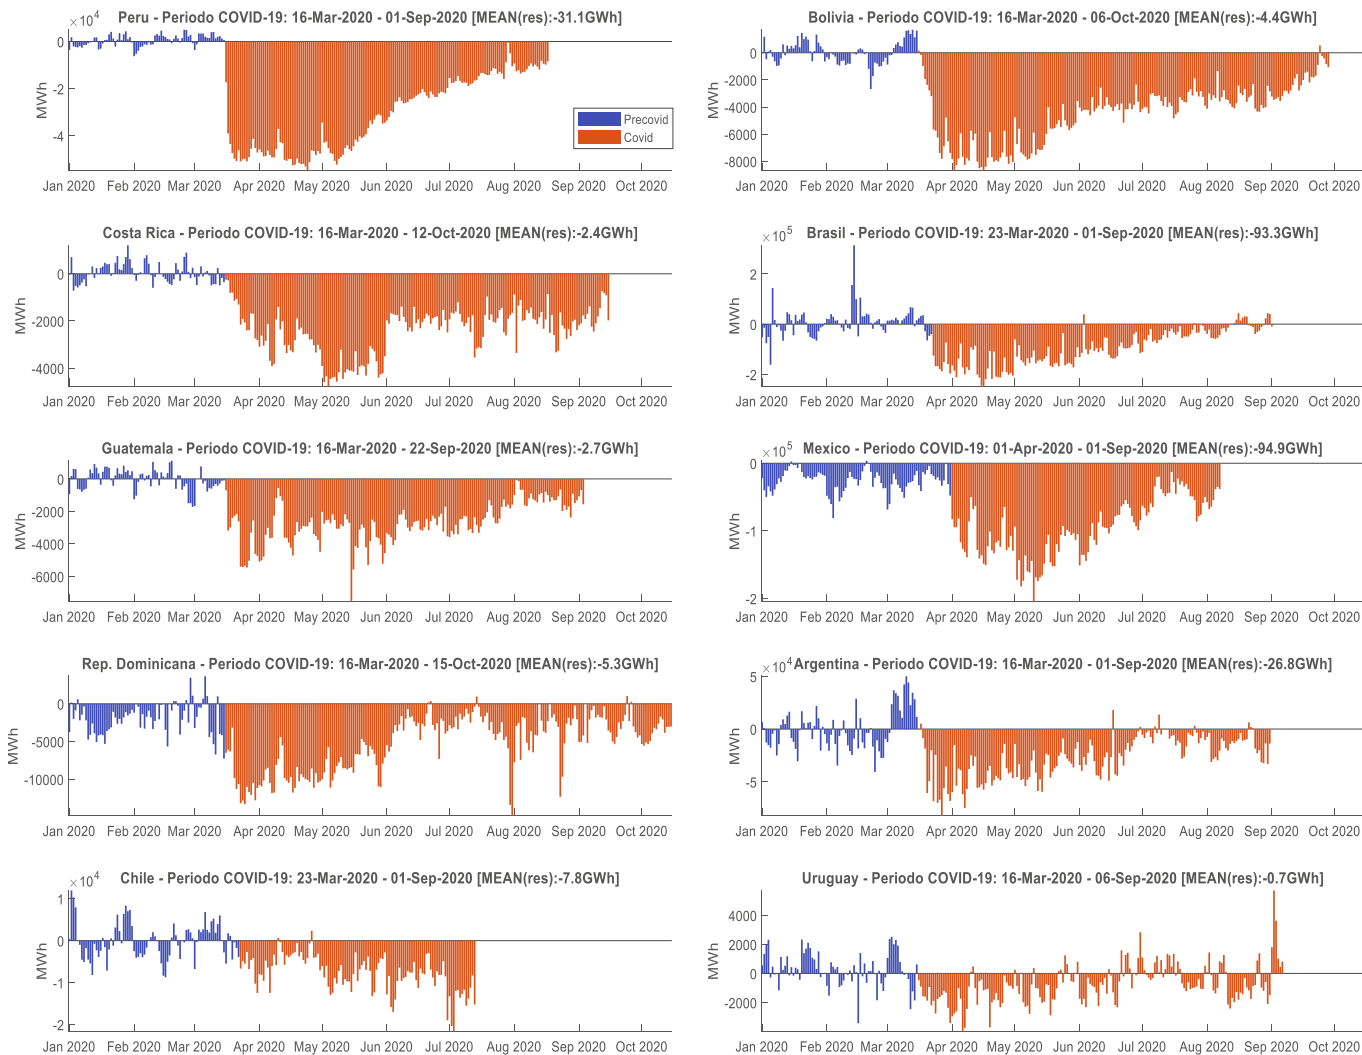 Peru - Periodo COVID-19: 16-Mar-2020 - 01-Sep-2020 [MEAN(res):-31.1GWh]
×10⁴
0
-2
-4
MWh
Precovid
Covid
Jan 2020 Feb 2020 Mar 2020 Apr 2020 May 2020 Jun 2020 Jul 2020 Aug 2020 Sep 2020 Oct 2020
Bolivia - Periodo COVID-19: 16-Mar-2020 - 06-Oct-2020 [MEAN(res):-4.4GWh]
0
-2000
-4000
-6000
-8000
MWh
Jan 2020 Feb 2020 Mar 2020 Apr 2020 May 2020 Jun 2020 Jul 2020 Aug 2020 Sep 2020 Oct 2020
Costa Rica - Periodo COVID-19: 16-Mar-2020 - 12-Oct-2020 [MEAN(res):-2.4GWh]
0
-2000
-4000
MWh
Jan 2020 Feb 2020 Mar 2020 Apr 2020 May 2020 Jun 2020 Jul 2020 Aug 2020 Sep 2020 Oct 2020
Brasil - Periodo COVID-19: 23-Mar-2020 - 01-Sep-2020 [MEAN(res):-93.3GWh]
×10⁵
2
0
-2
MWh
Jan 2020 Feb 2020 Mar 2020 Apr 2020 May 2020 Jun 2020 Jul 2020 Aug 2020 Sep 2020 Oct 2020
Guatemala - Periodo COVID-19: 16-Mar-2020 - 22-Sep-2020 [MEAN(res):-2.7GWh]
0
-2000
-4000
-6000
MWh
Jan 2020 Feb 2020 Mar 2020 Apr 2020 May 2020 Jun 2020 Jul 2020 Aug 2020 Sep 2020 Oct 2020
Mexico - Periodo COVID-19: 01-Apr-2020 - 01-Sep-2020 [MEAN(res):-94.9GWh]
×10⁵
0
-1
-2
MWh
Jan 2020 Feb 2020 Mar 2020 Apr 2020 May 2020 Jun 2020 Jul 2020 Aug 2020 Sep 2020 Oct 2020
Rep. Dominicana - Periodo COVID-19: 16-Mar-2020 - 15-Oct-2020 [MEAN(res):-5.3GWh]
0
-5000
-10000
MWh
Jan 2020 Feb 2020 Mar 2020 Apr 2020 May 2020 Jun 2020 Jul 2020 Aug 2020 Sep 2020 Oct 2020
Argentina - Periodo COVID-19: 16-Mar-2020 - 01-Sep-2020 [MEAN(res):-26.8GWh]
×10⁴
5
0
-5
MWh
Jan 2020 Feb 2020 Mar 2020 Apr 2020 May 2020 Jun 2020 Jul 2020 Aug 2020 Sep 2020 Oct 2020
Chile - Periodo COVID-19: 23-Mar-2020 - 01-Sep-2020 [MEAN(res):-7.8GWh]
×10⁴
1
0
-1
-2
MWh
Jan 2020 Feb 2020 Mar 2020 Apr 2020 May 2020 Jun 2020 Jul 2020 Aug 2020 Sep 2020 Oct 2020
Uruguay - Periodo COVID-19: 16-Mar-2020 - 06-Sep-2020 [MEAN(res):-0.7GWh]
4000
2000
0
-2000
MWh
Jan 2020 Feb 2020 Mar 2020 Apr 2020 May 2020 Jun 2020 Jul 2020 Aug 2020 Sep 2020 Oct 2020